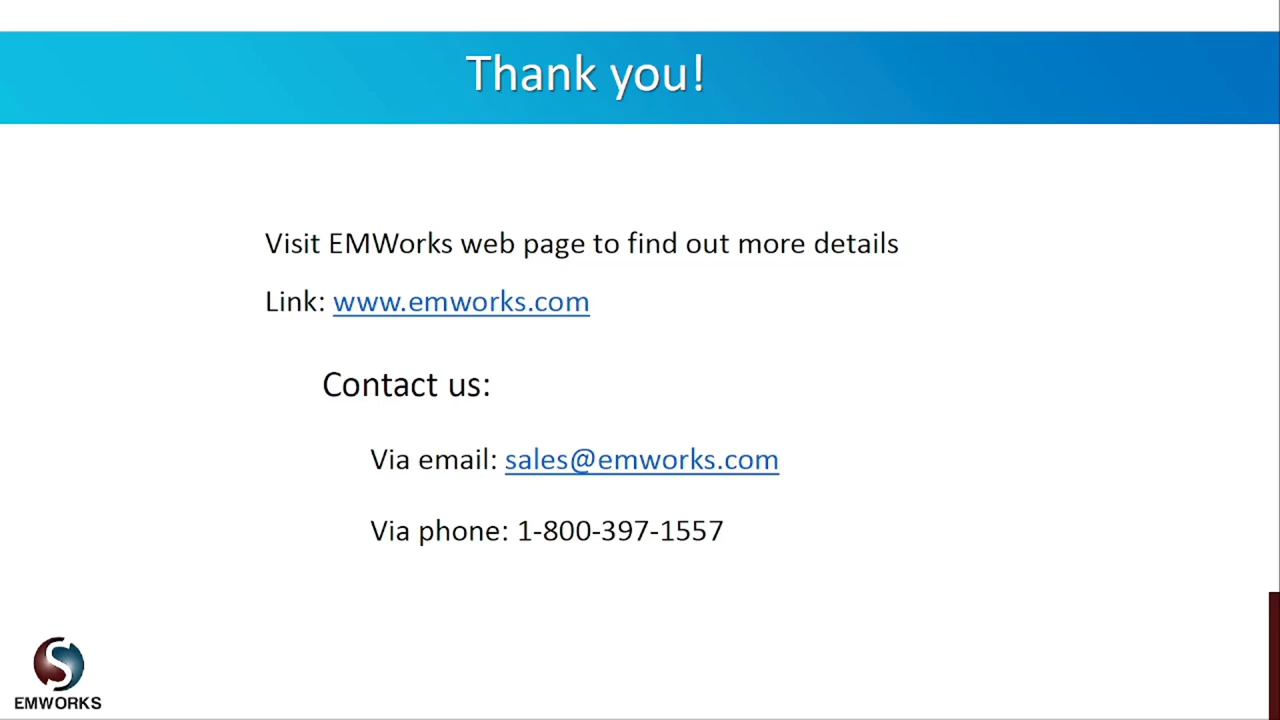 Thank you!
Visit EMWorks web page to find out more details
Link: www.emworks.com
Contact us:
Via email: sales@emworks.com
Via phone: 1-800-397-1557
S
EMWORKS